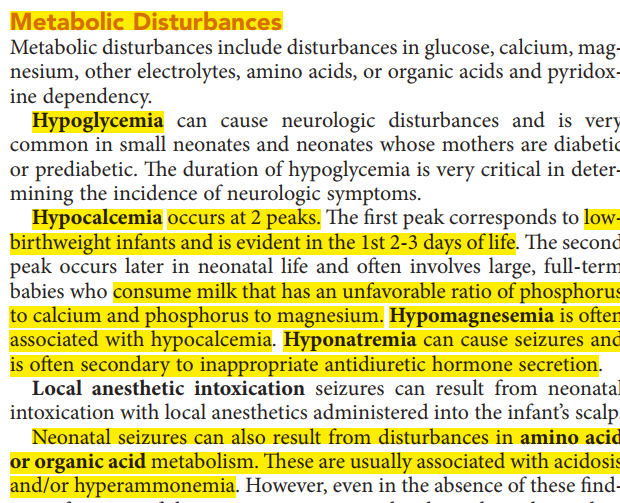 Metabolic Disturbances
Metabolic disturbances include disturbances in glucose, calcium, mag-
nesium, other electrolytes, amino acids, or organic acids and pyridox-
ine dependency.
Hypoglycemia can cause neurologic disturbances and is very
common in small neonates and neonates whose mothers are diabetic
or prediabetic. The duration of hypoglycemia is very critical in deter-
mining the incidence of neurologic symptoms.
Hypocalcemia occurs at 2 peaks. The first peak corresponds to low-
birthweight infants and is evident in the 1st 2-3 days of life. The second
peak occurs later in neonatal life and often involves large, full-term
babies who consume milk that has an unfavorable ratio of phosphorus
to calcium and phosphorus to magnesium. Hypomagnesemia is often
associated with hypocalcemia. Hyponatremia can cause seizures and
is often secondary to inappropriate antidiuretic hormone secretion.
Local anesthetic intoxication seizures can result from neonatal
intoxication with local anesthetics administered into the infant's scalp.
Neonatal seizures can also result from disturbances in amino acid
or organic acid metabolism. These are usually associated with acidosis
and/or hyperammonemia. However, even in the absence of these find-